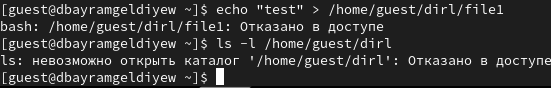 [guest@dbayramgeldiyew ~]$ echo "test" > /home/guest/dirl/file1
bash: /home/guest/dirl/file1: Отказано в доступе
[guest@dbayramgeldiyew ~]$ ls -l /home/guest/dirl
ls: невозможно открыть каталог '/home/guest/dirl': Отказано в доступе
[guest@dbayramgeldiyew ~]$